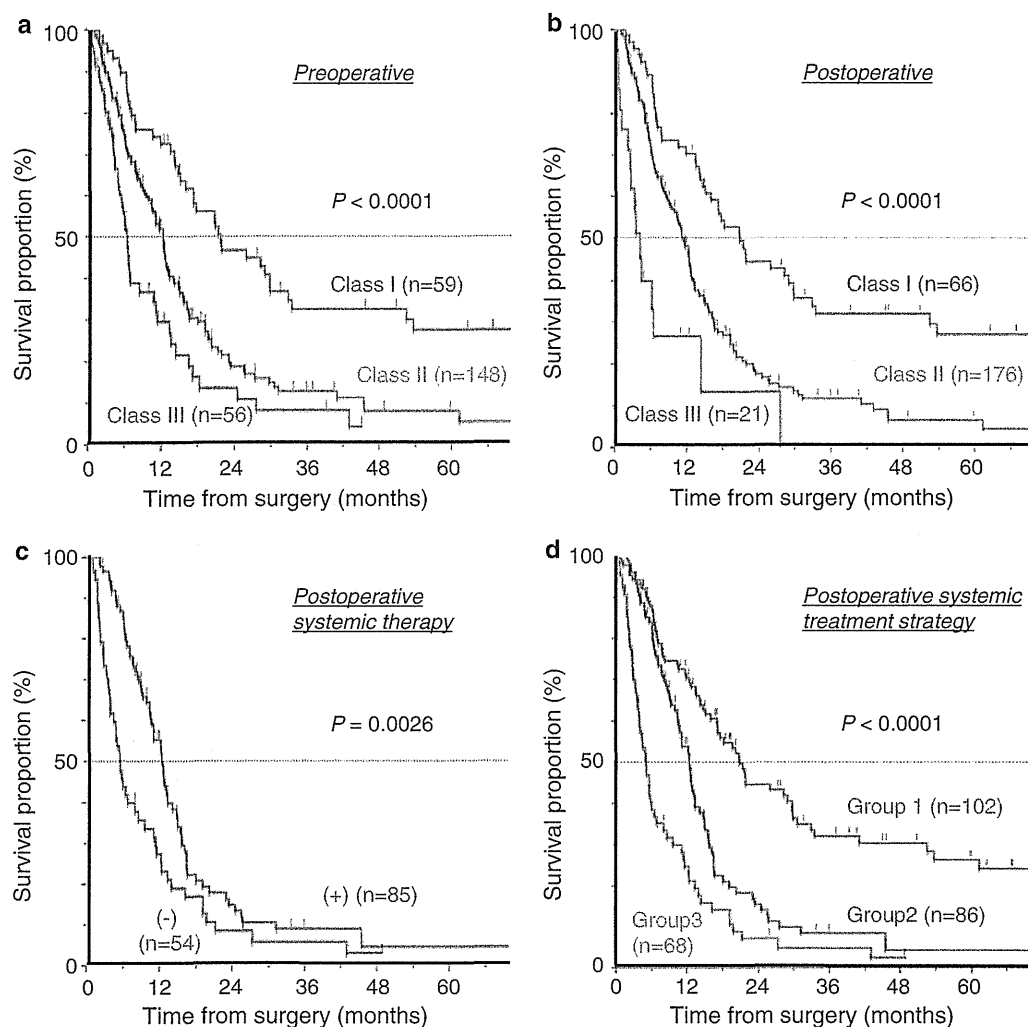 a
100
50
0
Survival proportion (%)
Preoperative
P < 0.0001
Class I (n=59)
Class II (n=148)
Class III (n=56)
0 12 24 36 48 60
Time from surgery (months)
b
100
50
0
Survival proportion (%)
Postoperative
P < 0.0001
Class I (n=66)
Class II (n=176)
Class III (n=21)
0 12 24 36 48 60
Time from surgery (months)
c
100
50
0
Survival proportion (%)
Postoperative
systemic therapy
P = 0.0026
(+) (n=85)
(-)
(n=54)
0 12 24 36 48 60
Time from surgery (months)
d
100
50
0
Survival proportion (%)
Postoperative systemic
treatment strategy
P < 0.0001
Group 1 (n=102)
Group2 (n=86)
Group3
(n=68)
0 12 24 36 48 60
Time from surgery (months)